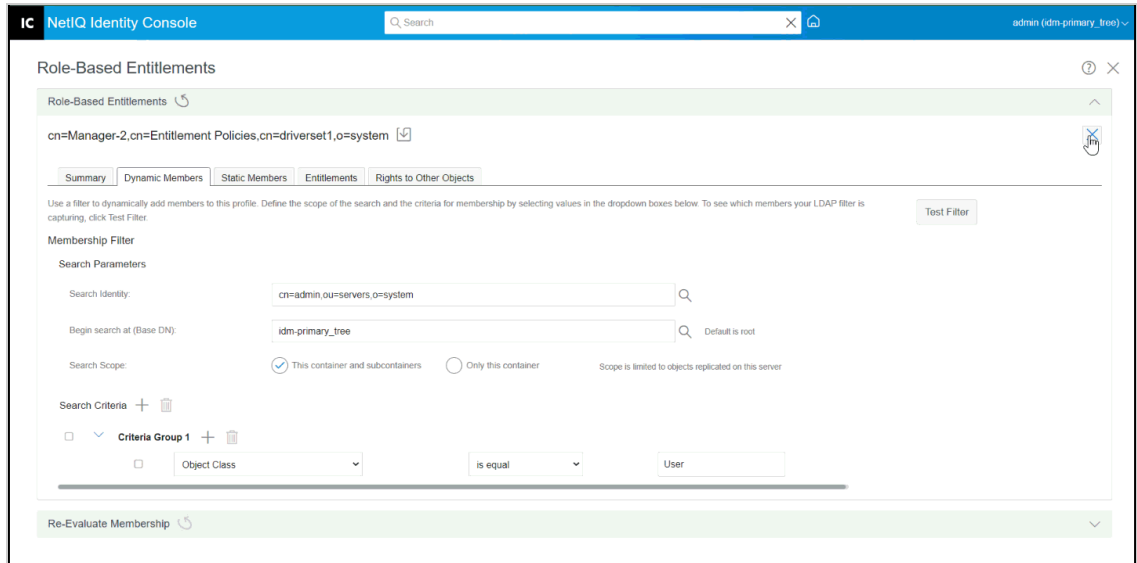 IC NetIQ Identity Console Search admin (idm-primary_tree)
Role-Based Entitlements
Role-Based Entitlements
cn=Manager-2,cn=Entitlement Policies,cn=driverset1,o=system
Summary Dynamic Members Static Members Entitlements Rights to Other Objects
Use a filter to dynamically add members to this profile. Define the scope of the search and the criteria for membership by selecting values in the dropdown boxes below. To see which members your LDAP filter is
capturing, click Test Filter.
Test Filter
Membership Filter
Search Parameters
Search Identity: cn=admin,ou=servers,o=system
Begin search at (Base DN): idm-primary_tree Default is root
Search Scope: This container and subcontainers Only this container Scope is limited to objects replicated on this server
Search Criteria
Criteria Group 1
Object Class is equal User
Re-Evaluate Membership